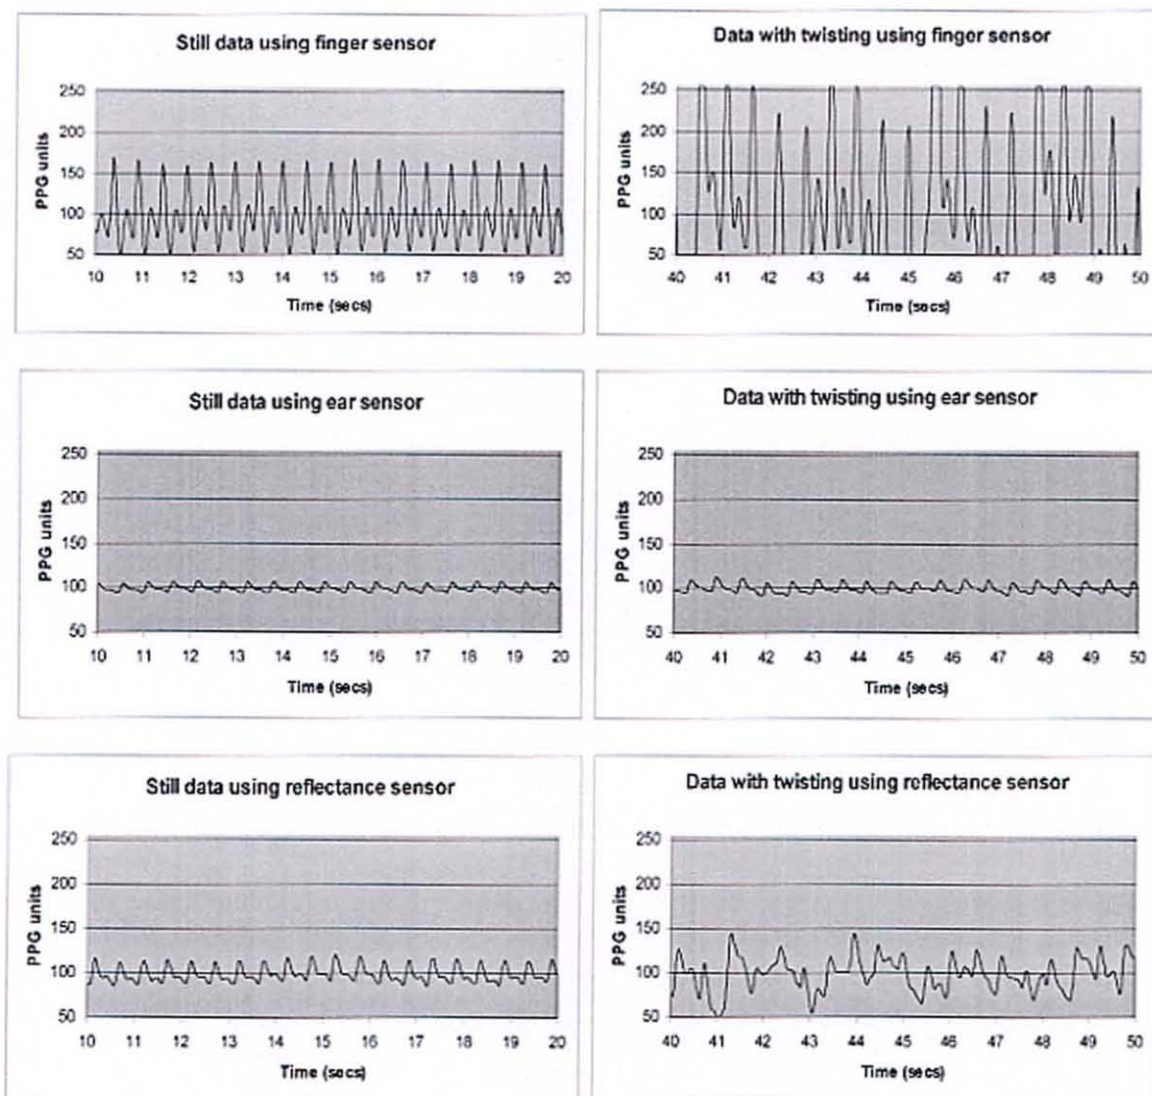 Still data using finger sensor
250
200
150
100
50
PPG units
10 11 12 13 14 15 16 17 18 19 20
Time (secs)
Data with twisting using finger sensor
250
200
150
100
50
PPG units
40 41 42 43 44 45 46 47 48 49 50
Time (secs)
Still data using ear sensor
250
200
150
100
50
PPG units
10 11 12 13 14 15 16 17 18 19 20
Time (secs)
Data with twisting using ear sensor
250
200
150
100
50
PPG units
40 41 42 43 44 45 46 47 48 49 50
Time (secs)
Still data using reflectance sensor
250
200
150
100
50
PPG units
10 11 12 13 14 15 16 17 18 19 20
Time (secs)
Data with twisting using reflectance sensor
250
200
150
100
50
PPG units
40 41 42 43 44 45 46 47 48 49 50
Time (secs)